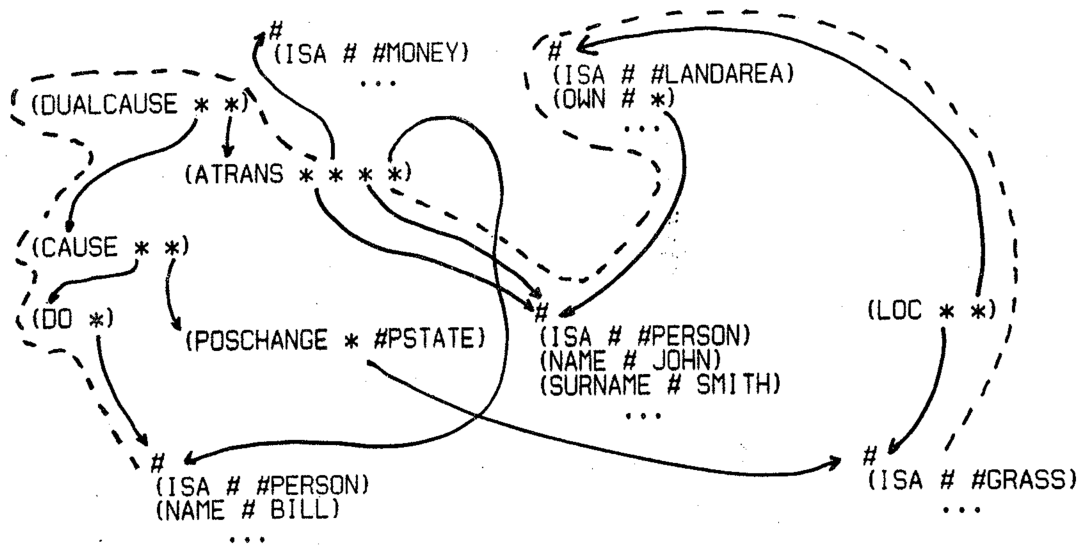 #
(ISA # #MONEY)
...
#
(ISA # #LANDAREA)
(OWN # *)
...
(DUALCAUSE * *)
(ATRANS * * * *)
(CAUSE * *)
(DO *)
(POSCHANGE * #PSTATE)
#
(ISA # #PERSON)
(NAME # JOHN)
(SURNAME # SMITH)
...
(LOC * *)
#
(ISA # #PERSON)
(NAME # BILL)
...
#
(ISA # #GRASS)
...